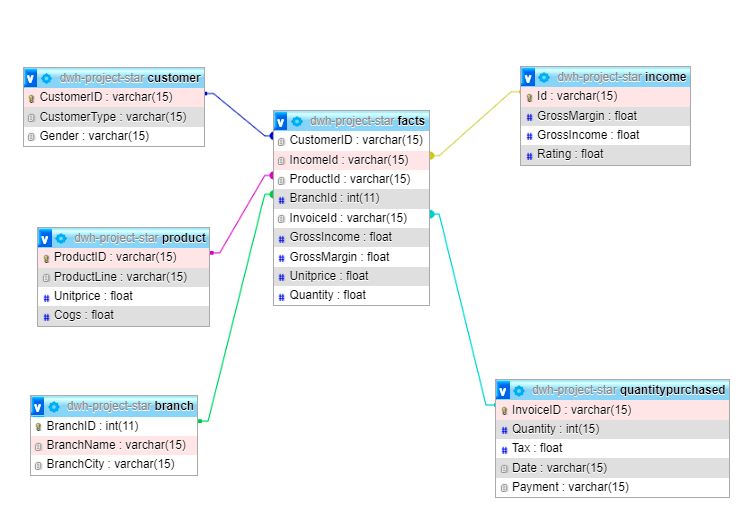 dwh-project-star customer
CustomerID : varchar(15)
CustomerType : varchar(15)
Gender : varchar(15)
dwh-project-star facts
CustomerID : varchar(15)
IncomeId : varchar(15)
ProductId : varchar(15)
BranchId : int(11)
InvoiceId : varchar(15)
GrossIncome : float
GrossMargin : float
Unitprice : float
Quantity : float
dwh-project-star income
Id : varchar(15)
GrossMargin : float
GrossIncome : float
Rating : float
dwh-project-star product
ProductID : varchar(15)
ProductLine : varchar(15)
Unitprice : float
Cogs : float
dwh-project-star branch
BranchID : int(11)
BranchName : varchar(15)
BranchCity : varchar(15)
dwh-project-star quantitypurchased
InvoiceID : varchar(15)
Quantity : int(15)
Tax : float
Date : varchar(15)
Payment : varchar(15)